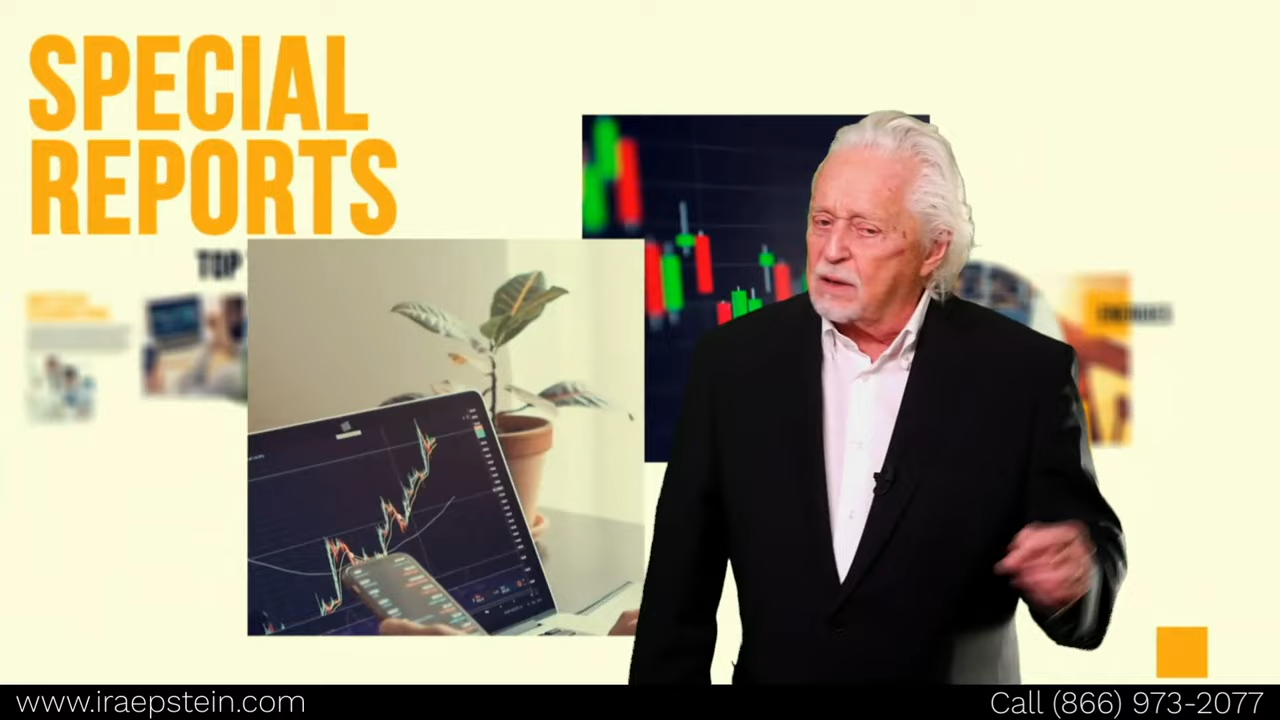 SPECIAL
REPORTS
TOP
www.iraepstein.com
Call (866) 973-2077